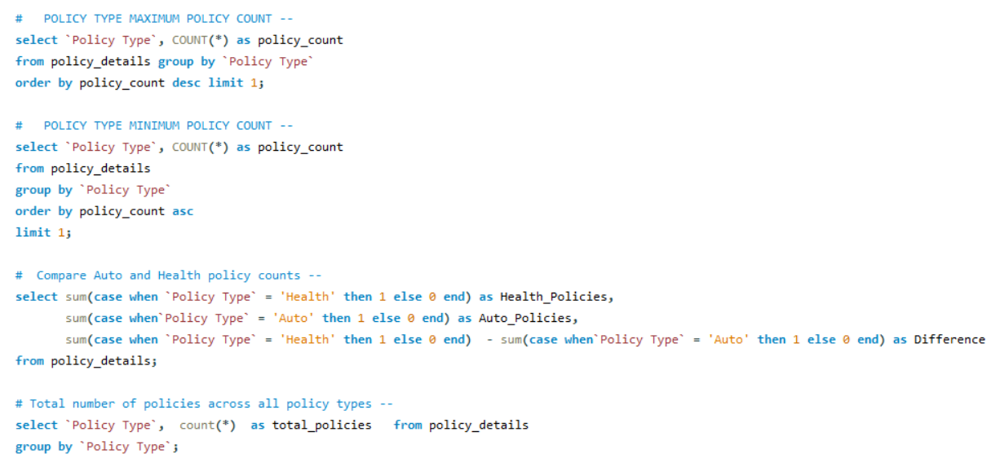 #   POLICY TYPE MAXIMUM POLICY COUNT --
select `Policy Type`, COUNT(*) as policy_count
from policy_details group by `Policy Type`
order by policy_count desc limit 1;
#   POLICY TYPE MINIMUM POLICY COUNT --
select `Policy Type`, COUNT(*) as policy_count
from policy_details
group by `Policy Type`
order by policy_count asc
limit 1;
#  Compare Auto and Health policy counts --
select sum(case when `Policy Type` = 'Health' then 1 else 0 end) as Health_Policies,
       sum(case when`Policy Type` = 'Auto' then 1 else 0 end) as Auto_Policies,
       sum(case when `Policy Type` = 'Health' then 1 else 0 end)  - sum(case when`Policy Type` = 'Auto' then 1 else 0 end) as Difference
from policy_details;
# Total number of policies across all policy types --
select `Policy Type`,  count(*)  as total_policies   from policy_details
group by `Policy Type`;